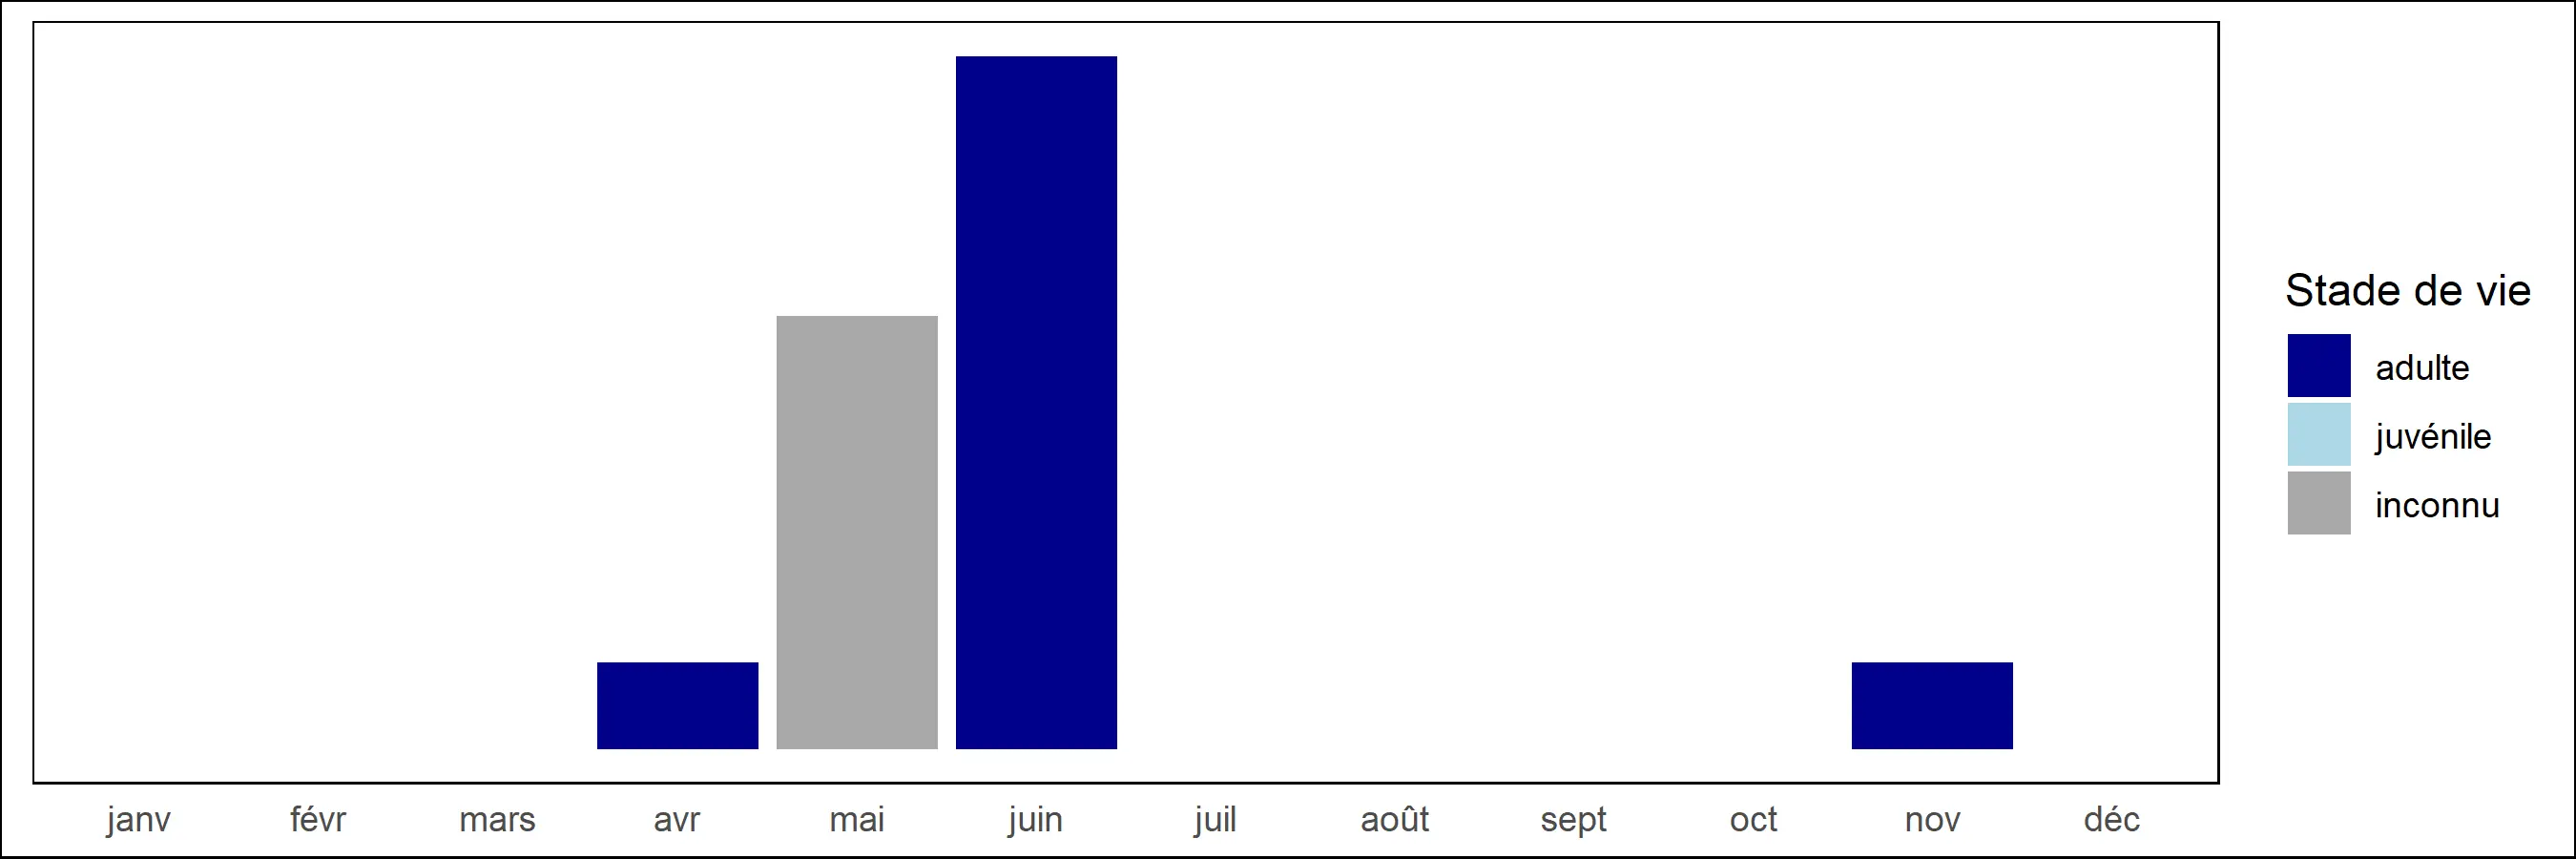 Stade de vie
adulte
juvénile
inconnu
janv févr mars avr mai juin juil août sept oct nov déc